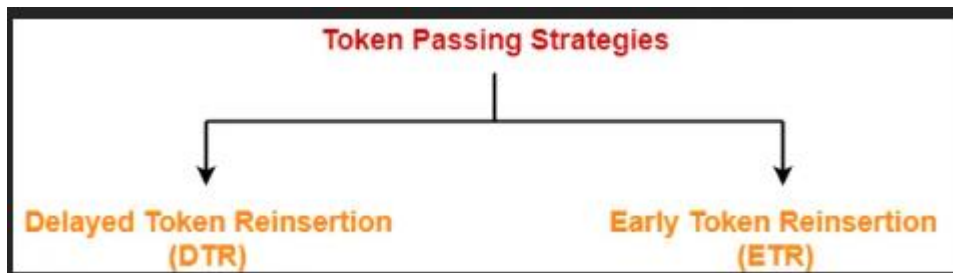 Token Passing Strategies
Delayed Token Reinsertion
(DTR)
Early Token Reinsertion
(ETR)